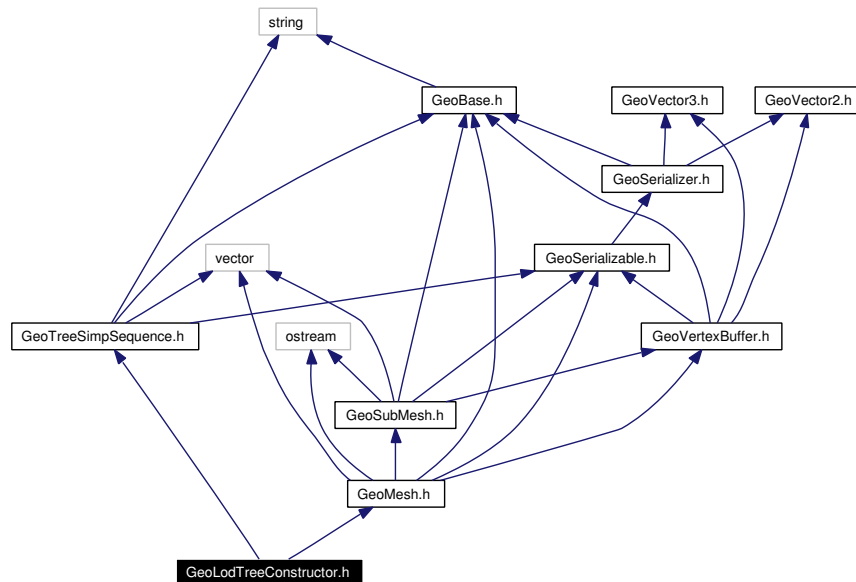 string
GeoBase.h
GeoVector3.h
GeoVector2.h
GeoSerializer.h
vector
GeoSerializable.h
GeoTreeSimpSequence.h
ostream
GeoVertexBuffer.h
GeoSubMesh.h
GeoMesh.h
GeoLodTreeConstructor.h